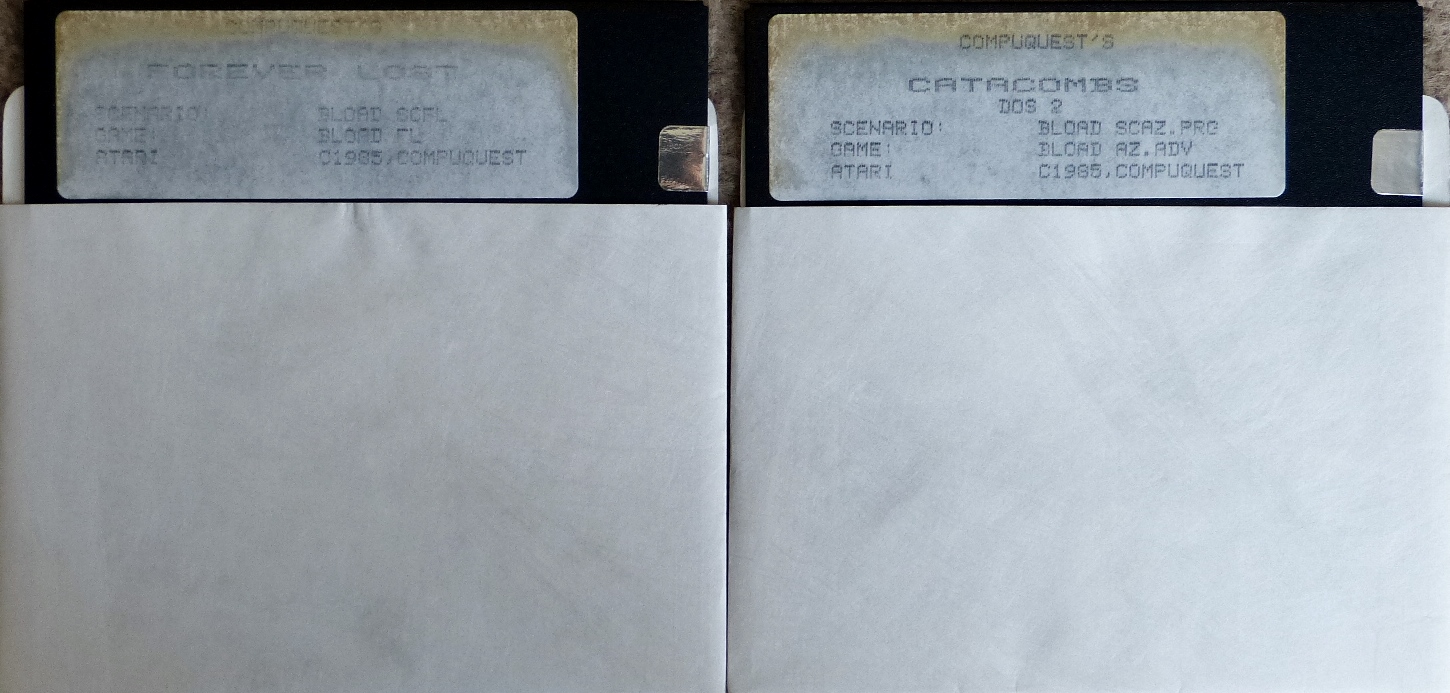 COMPUQUEST'S
FOREVER LOST
SCENARIO: BLOAD SCFL
GAME: BLOAD FL
ATARI C1985,COMPUQUEST
COMPUQUEST'S
CATACOMBS
DOS 2
SCENARIO: BLOAD SCAZ.PRG
GAME: BLOAD AZ.ADV
ATARI C1985,COMPUQUEST